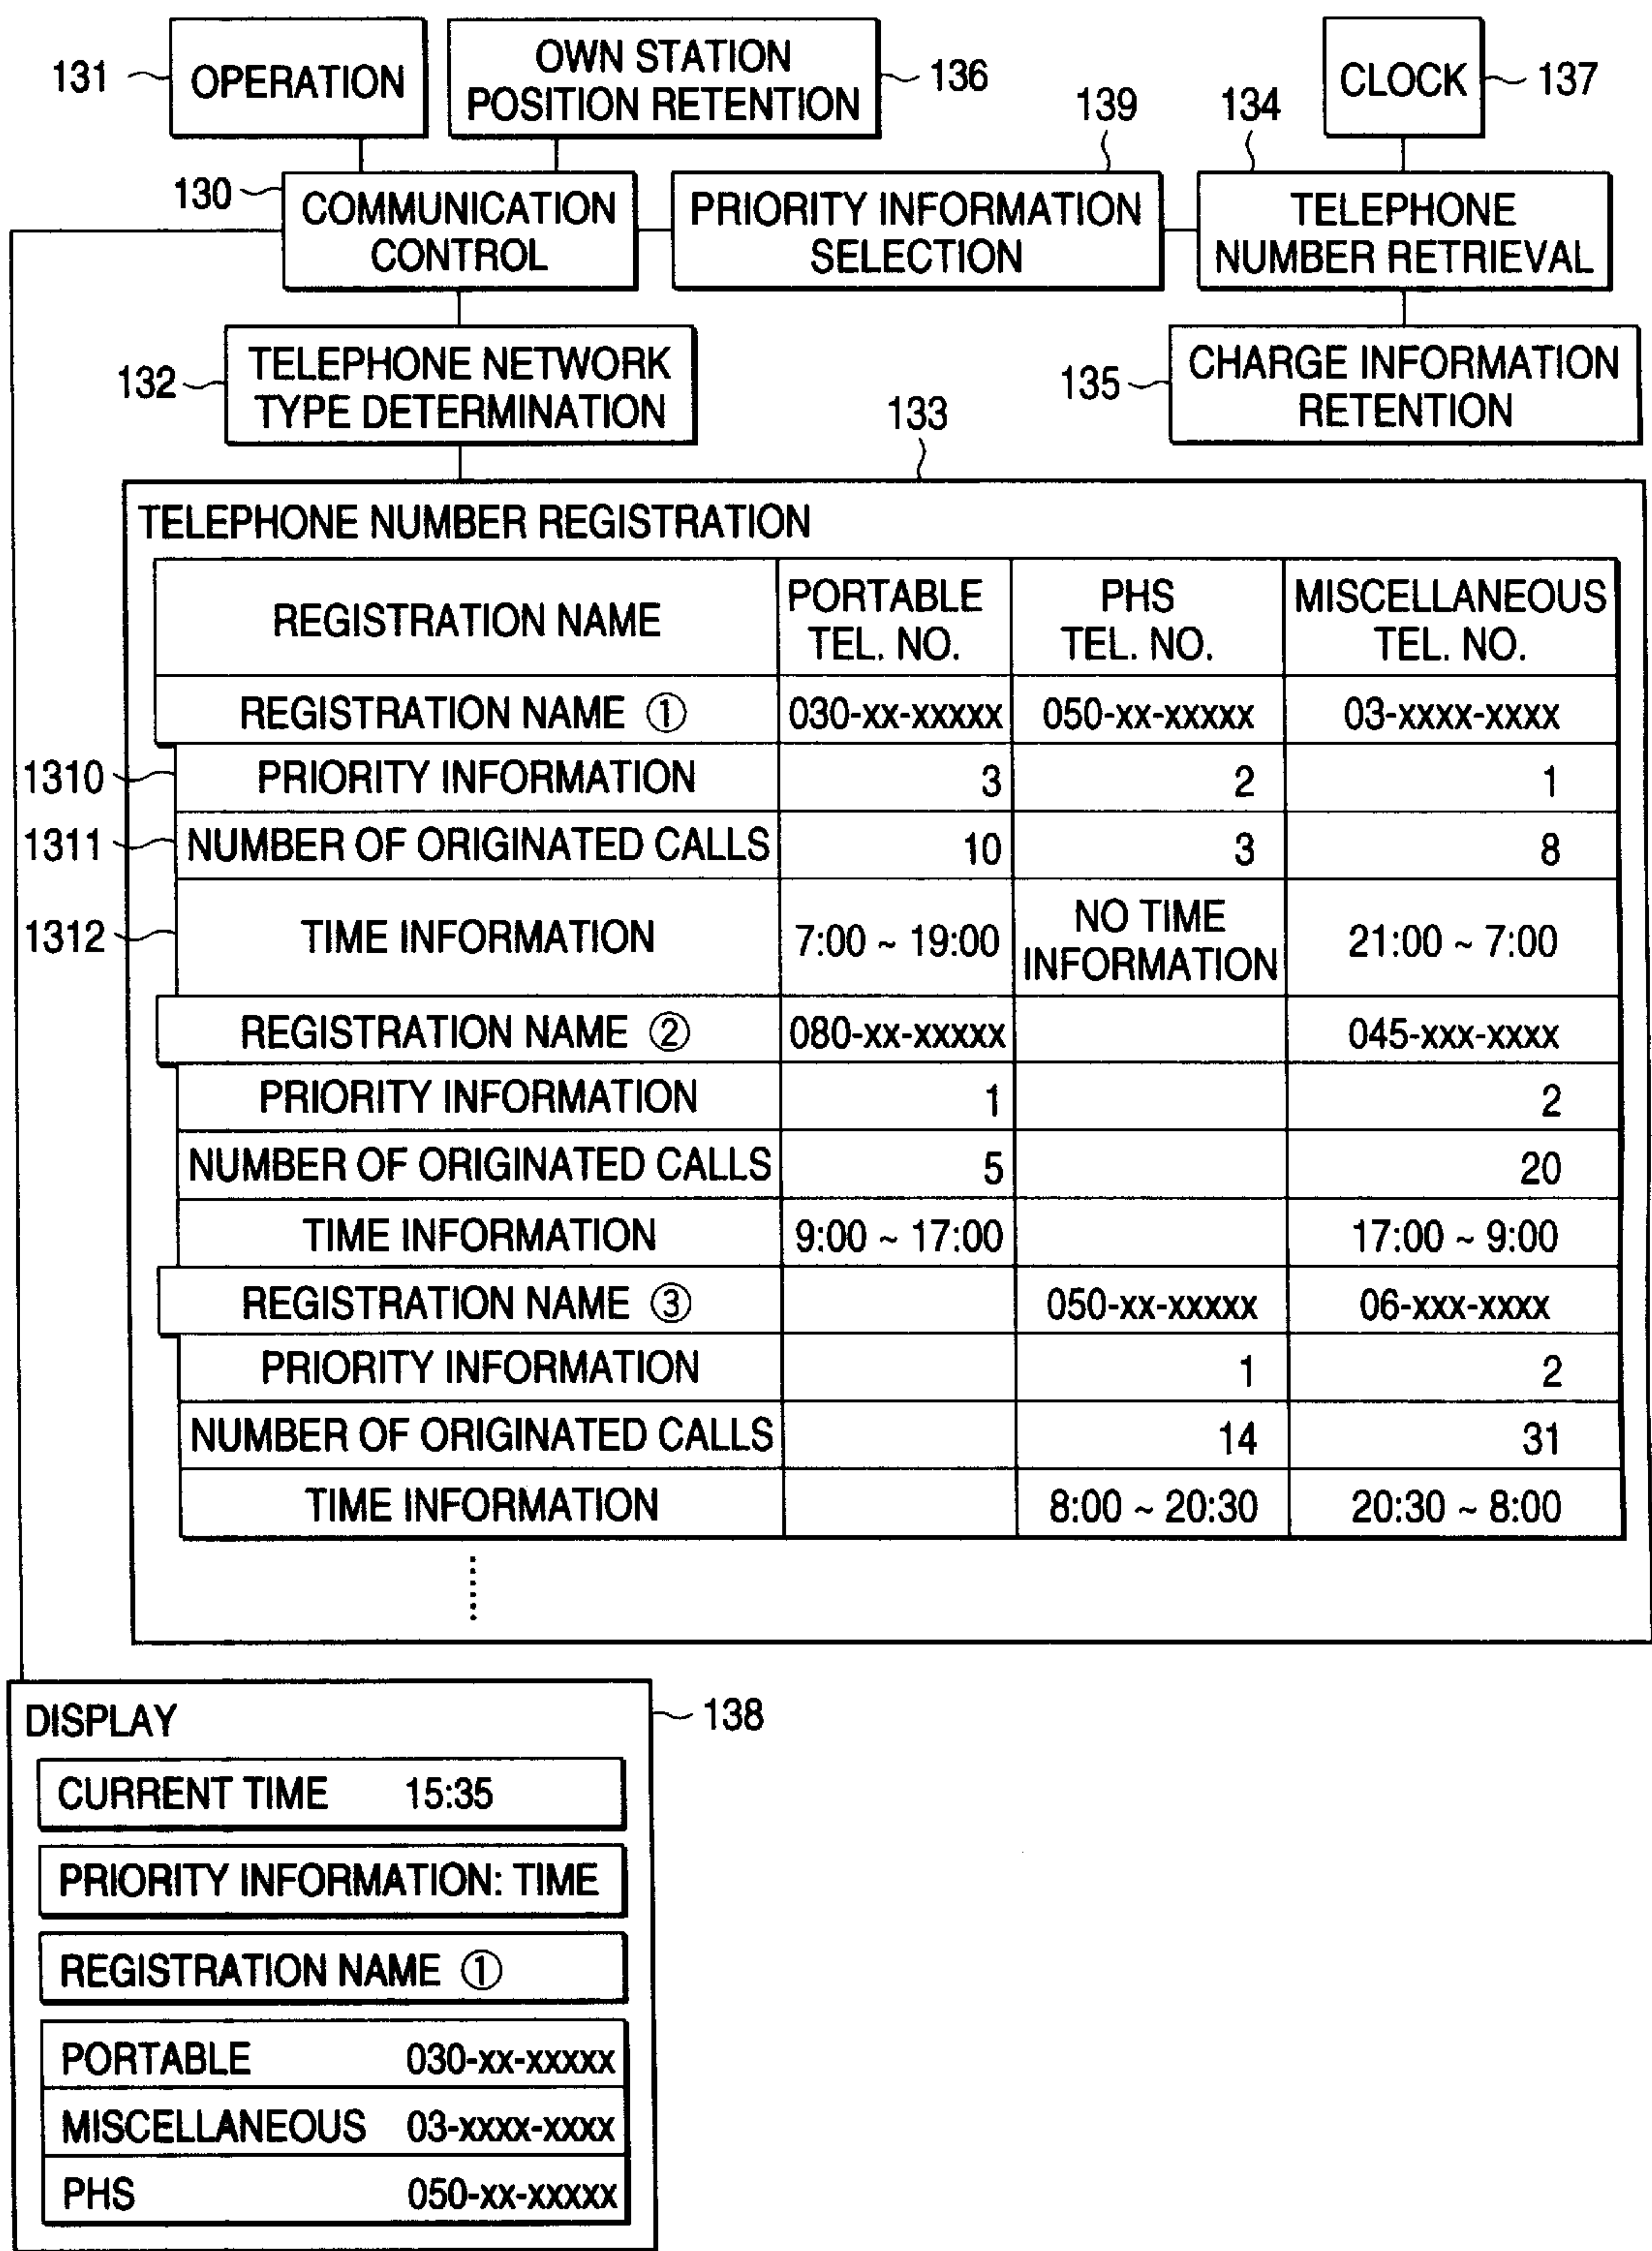 131 OPERATION
OWN STATION
POSITION RETENTION 136
CLOCK 137
139
134
130 COMMUNICATION
CONTROL
PRIORITY INFORMATION
SELECTION
TELEPHONE
NUMBER RETRIEVAL
132 TELEPHONE NETWORK
TYPE DETERMINATION
135 CHARGE INFORMATION
RETENTION
133
TELEPHONE NUMBER REGISTRATION
REGISTRATION NAME PORTABLE TEL. NO. PHS TEL. NO. MISCELLANEOUS TEL. NO.
REGISTRATION NAME ① 030-xx-xxxxx 050-xx-xxxxx 03-xxxx-xxxx
1310 PRIORITY INFORMATION 3 2 1
1311 NUMBER OF ORIGINATED CALLS 10 3 8
1312 TIME INFORMATION 7:00 ~ 19:00 NO TIME INFORMATION 21:00 ~ 7:00
REGISTRATION NAME ② 080-xx-xxxxx 045-xxx-xxxx
PRIORITY INFORMATION 1 2
NUMBER OF ORIGINATED CALLS 5 20
TIME INFORMATION 9:00 ~ 17:00 17:00 ~ 9:00
REGISTRATION NAME ③ 050-xx-xxxxx 06-xxx-xxxx
PRIORITY INFORMATION 1 2
NUMBER OF ORIGINATED CALLS 14 31
TIME INFORMATION 8:00 ~ 20:30 20:30 ~ 8:00
DISPLAY 138
CURRENT TIME 15:35
PRIORITY INFORMATION: TIME
REGISTRATION NAME ①
PORTABLE 030-xx-xxxxx
MISCELLANEOUS 03-xxxx-xxxx
PHS 050-xx-xxxxx